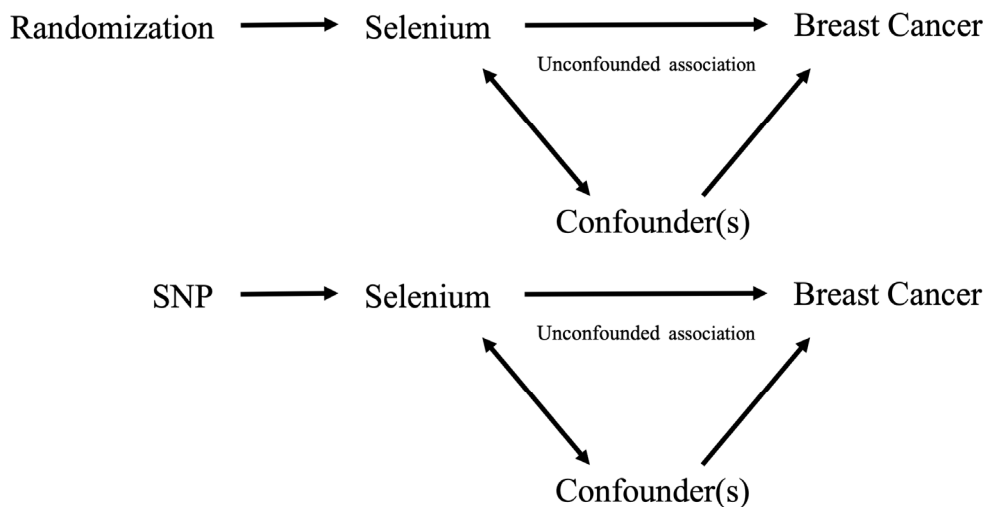 Randomization Selenium Breast Cancer
Unconfounded association
Confounder(s)
SNP Selenium Breast Cancer
Unconfounded association
Confounder(s)